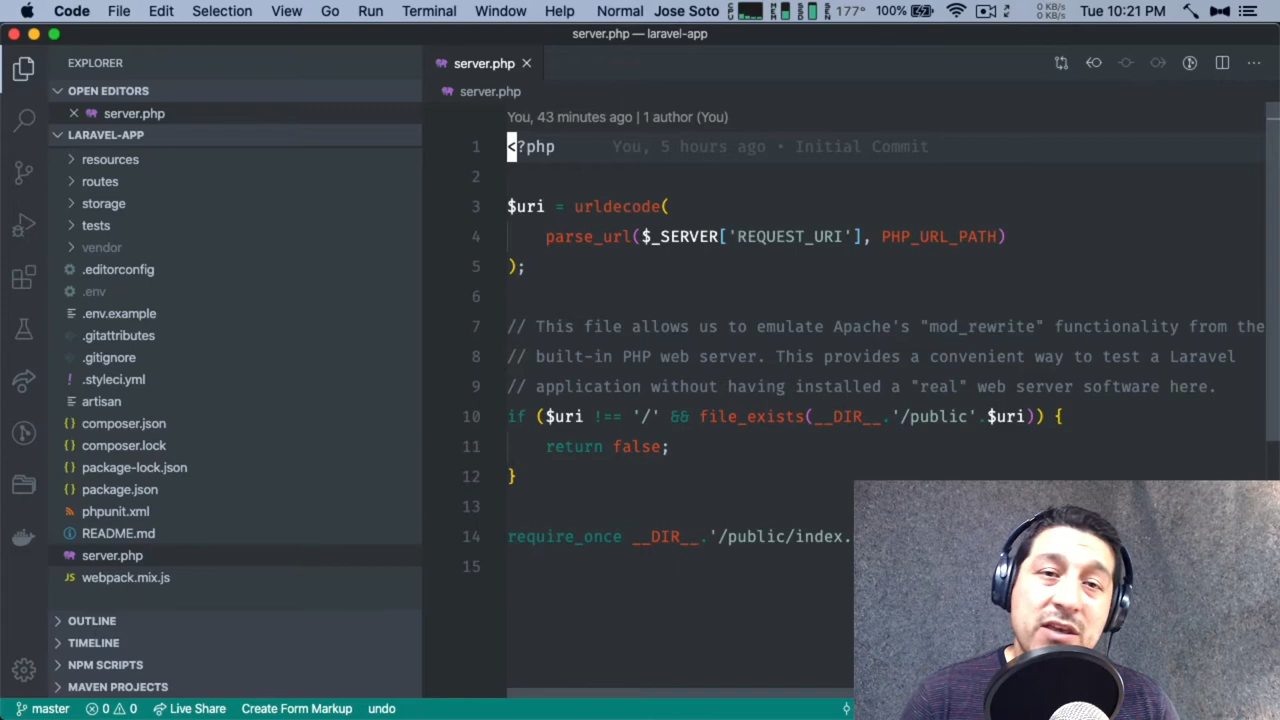 Code File Edit Selection View Go Run Terminal Window Help Normal Jose Soto CPU MEM SSD SEN 177° 100% 0 KB/s 0 KB/s Tue 10:21 PM
server.php — laravel-app
EXPLORER
OPEN EDITORS
server.php
LARAVEL-APP
resources
routes
storage
tests
vendor
.editorconfig
.env
.env.example
.gitattributes
.gitignore
.styleci.yml
artisan
composer.json
composer.lock
package-lock.json
package.json
phpunit.xml
README.md
server.php
JS webpack.mix.js
OUTLINE
TIMELINE
NPM SCRIPTS
MAVEN PROJECTS
server.php
server.php
You, 43 minutes ago | 1 author (You)
1 <?php You, 5 hours ago • Initial Commit
2
3 $uri = urldecode(
4 parse_url($_SERVER['REQUEST_URI'], PHP_URL_PATH)
5 );
6
7 // This file allows us to emulate Apache's "mod_rewrite" functionality from the
8 // built-in PHP web server. This provides a convenient way to test a Laravel
9 // application without having installed a "real" web server software here.
10 if ($uri !== '/' && file_exists(__DIR__.'/public'.$uri)) {
11 return false;
12 }
13
14 require_once __DIR__.'/public/index.
15
master 0 0 Live Share Create Form Markup undo